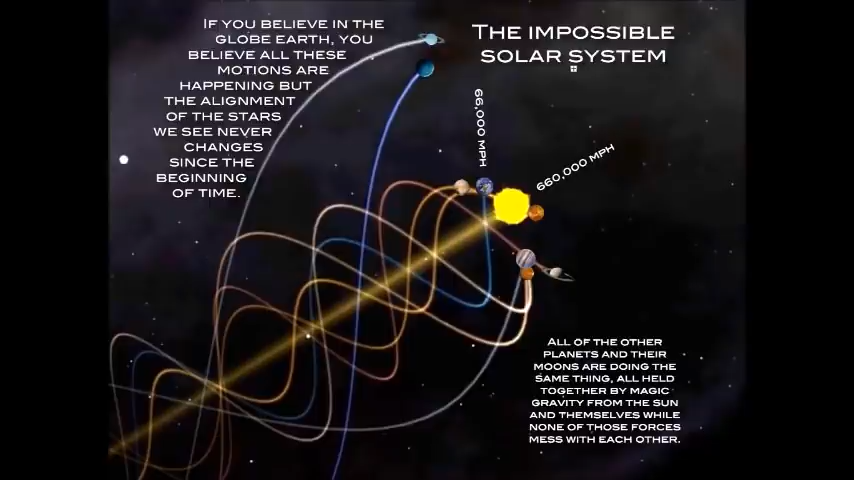 If you believe in the
globe earth, you
believe all these
motions are
happening but
the alignment
of the stars
we see never
changes
since the
beginning
of time.
The impossible
solar system
66,000 mph
660,000 mph
All of the other
planets and their
moons are doing the
same thing, all held
together by magic
gravity from the sun
and themselves while
none of those forces
mess with each other.